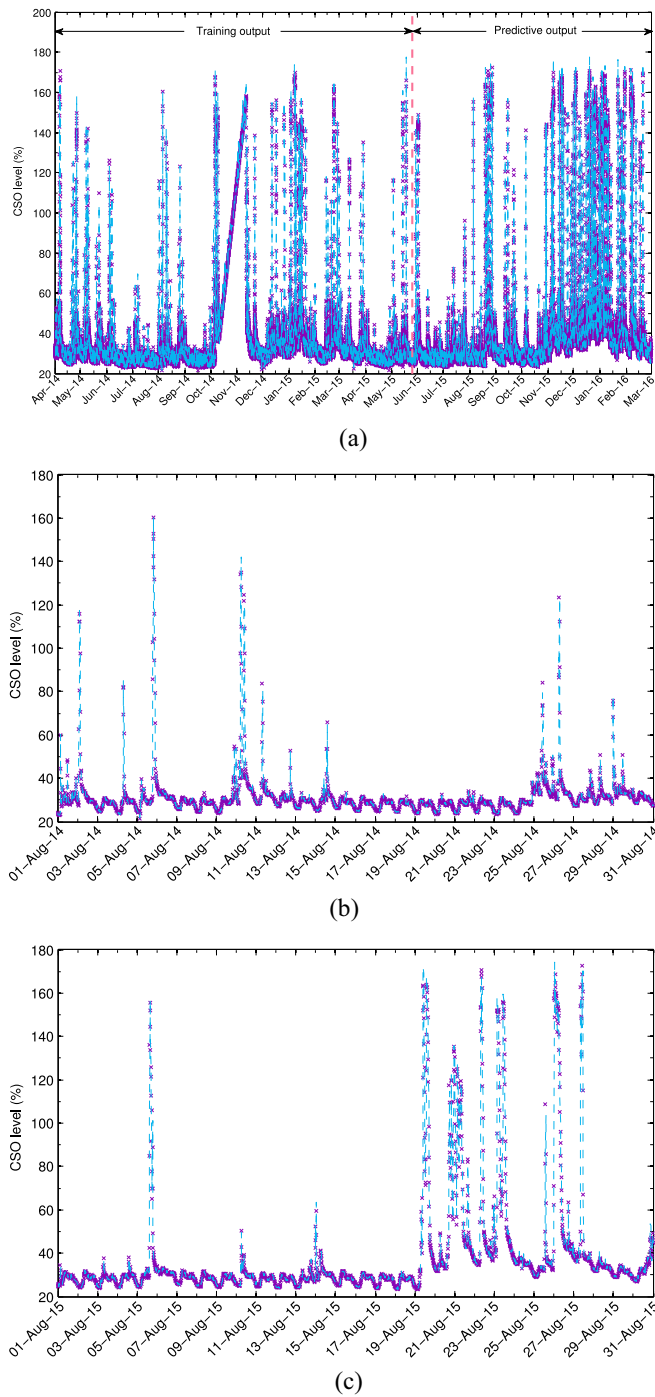 200
180
160
140
120
100
80
60
40
20
CSO level (%)
Training output
Predictive output
Apr−14
May−14
Jun−14
Jul−14
Aug−14
Sep−14
Oct−14
Nov−14
Dec−14
Jan−15
Feb−15
Mar−15
Apr−15
May−15
Jun−15
Jul−15
Aug−15
Sep−15
Oct−15
Nov−15
Dec−15
Jan−16
Feb−16
Mar−16
(a)
180
160
140
120
100
80
60
40
20
CSO level (%)
01−Aug−14
03−Aug−14
05−Aug−14
07−Aug−14
09−Aug−14
11−Aug−14
13−Aug−14
15−Aug−14
17−Aug−14
19−Aug−14
21−Aug−14
23−Aug−14
25−Aug−14
27−Aug−14
29−Aug−14
31−Aug−14
(b)
180
160
140
120
100
80
60
40
20
CSO level (%)
01−Aug−15
03−Aug−15
05−Aug−15
07−Aug−15
09−Aug−15
11−Aug−15
13−Aug−15
15−Aug−15
17−Aug−15
19−Aug−15
21−Aug−15
23−Aug−15
25−Aug−15
27−Aug−15
29−Aug−15
31−Aug−15
(c)